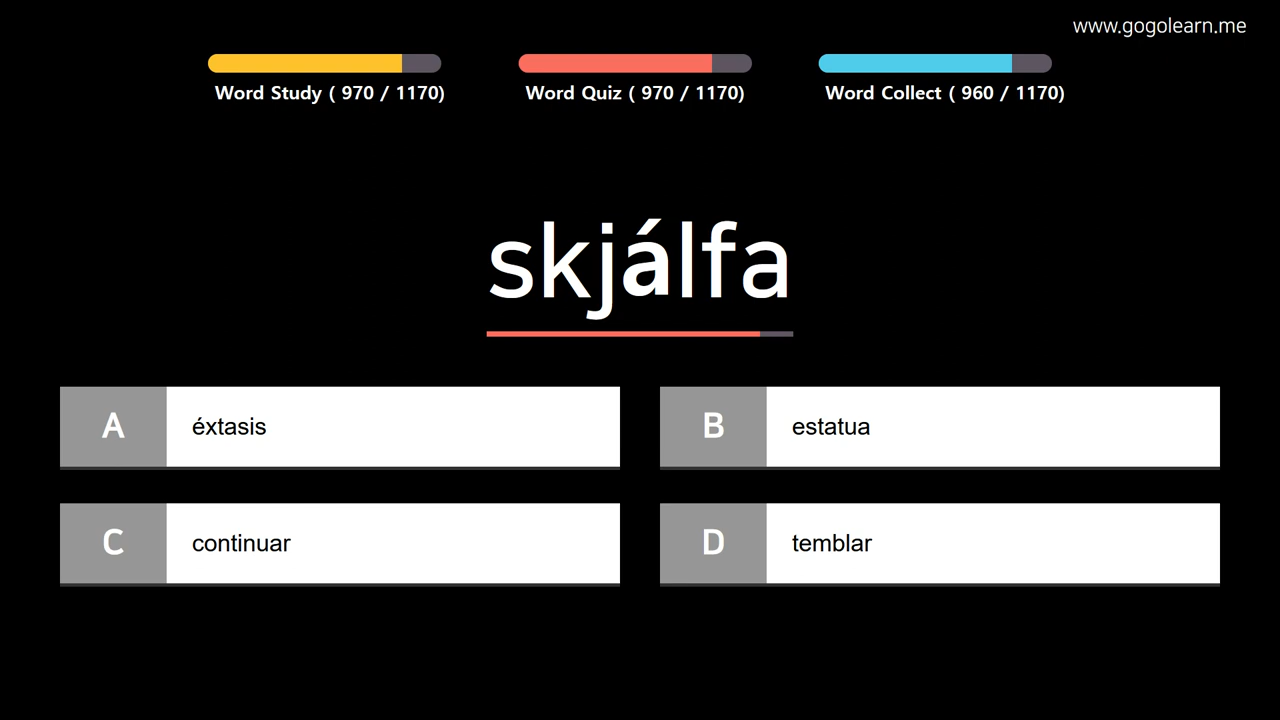 www.gogolearn.me
Word Study ( 970 / 1170)
Word Quiz ( 970 / 1170)
Word Collect ( 960 / 1170)
skjálfa
A
éxtasis
B
estatua
C
continuar
D
temblar